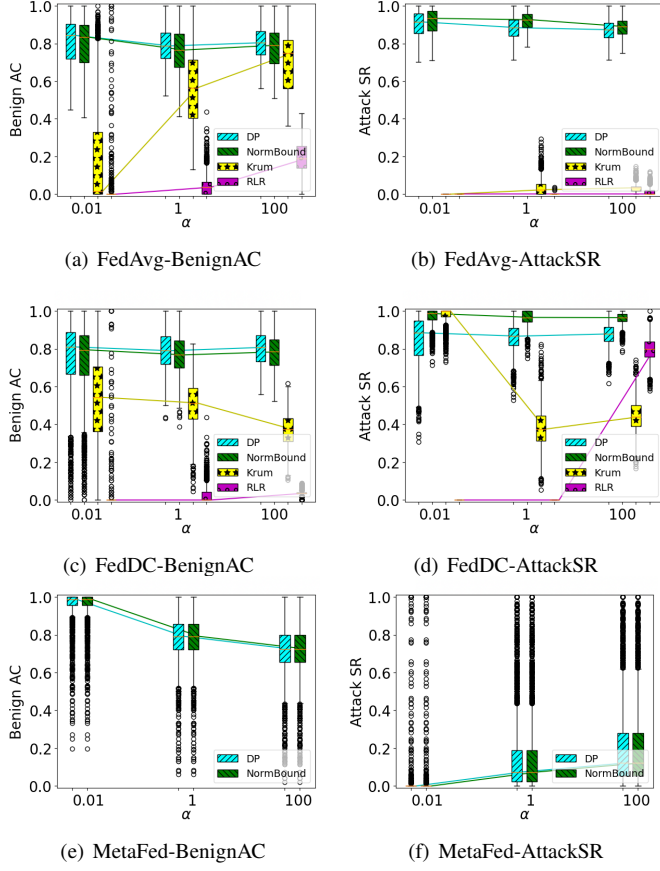 1.0
0.8
0.6
0.4
0.2
0.0
Benign AC
0.01 1 100
α
DP
NormBound
Krum
RLR
(a) FedAvg-BenignAC
1.0
0.8
0.6
0.4
0.2
0.0
Attack SR
0.01 1 100
α
DP
NormBound
Krum
RLR
(b) FedAvg-AttackSR
1.0
0.8
0.6
0.4
0.2
0.0
Benign AC
0.01 1 100
α
DP
NormBound
Krum
RLR
(c) FedDC-BenignAC
1.0
0.8
0.6
0.4
0.2
0.0
Attack SR
0.01 1 100
α
DP
NormBound
Krum
RLR
(d) FedDC-AttackSR
1.0
0.8
0.6
0.4
0.2
0.0
Benign AC
0.01 1 100
α
DP
NormBound
(e) MetaFed-BenignAC
1.0
0.8
0.6
0.4
0.2
0.0
Attack SR
0.01 1 100
α
DP
NormBound
(f) MetaFed-AttackSR